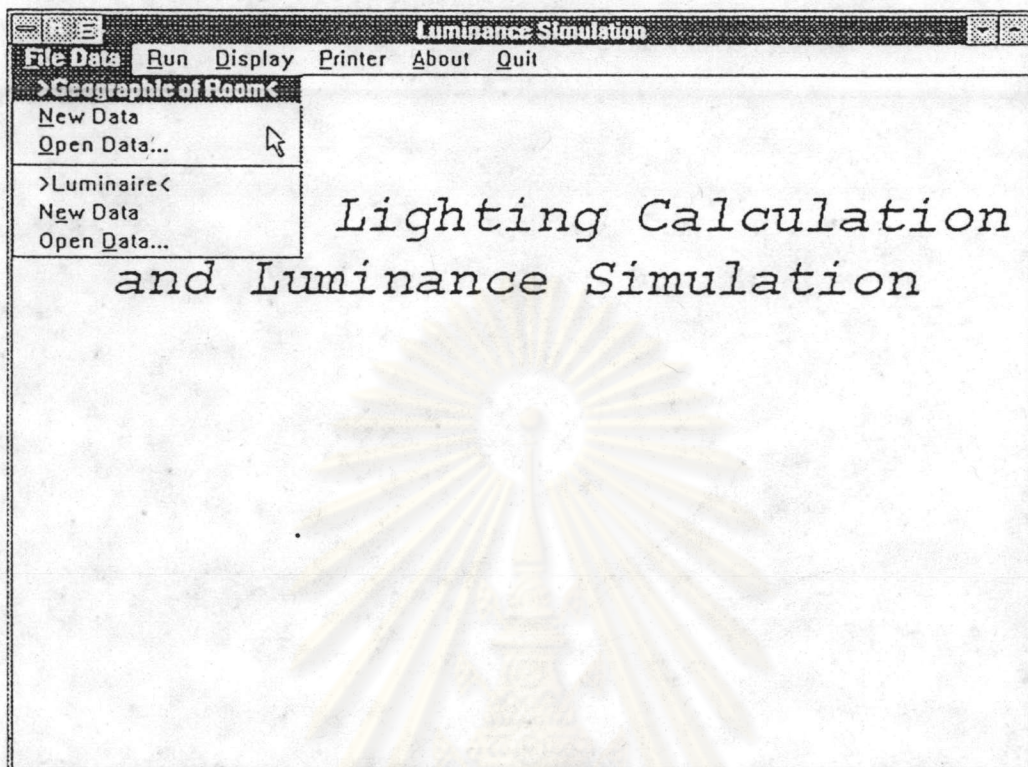 Luminance Simulation
File Data Run Display Printer About Quit
>Geographic of Room<
New Data
Open Data...
>Luminaire<
New Data
Open Data...
Lighting Calculation
and Luminance Simulation